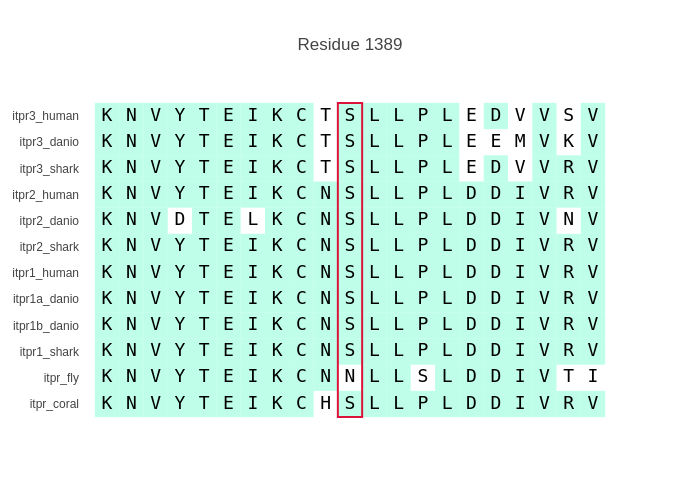 Residue 1389
itpr3_human K N V Y T E I K C T S L L P L E D V V S V
itpr3_danio K N V Y T E I K C T S L L P L E E M V K V
itpr3_shark K N V Y T E I K C T S L L P L E D V V R V
itpr2_human K N V Y T E I K C N S L L P L D D I V R V
itpr2_danio K N V D T E L K C N S L L P L D D I V N V
itpr2_shark K N V Y T E I K C N S L L P L D D I V R V
itpr1_human K N V Y T E I K C N S L L P L D D I V R V
itpr1a_danio K N V Y T E I K C N S L L P L D D I V R V
itpr1b_danio K N V Y T E I K C N S L L P L D D I V R V
itpr1_shark K N V Y T E I K C N S L L P L D D I V R V
itpr_fly K N V Y T E I K C N N L L S L D D I V T I
itpr_coral K N V Y T E I K C H S L L P L D D I V R V